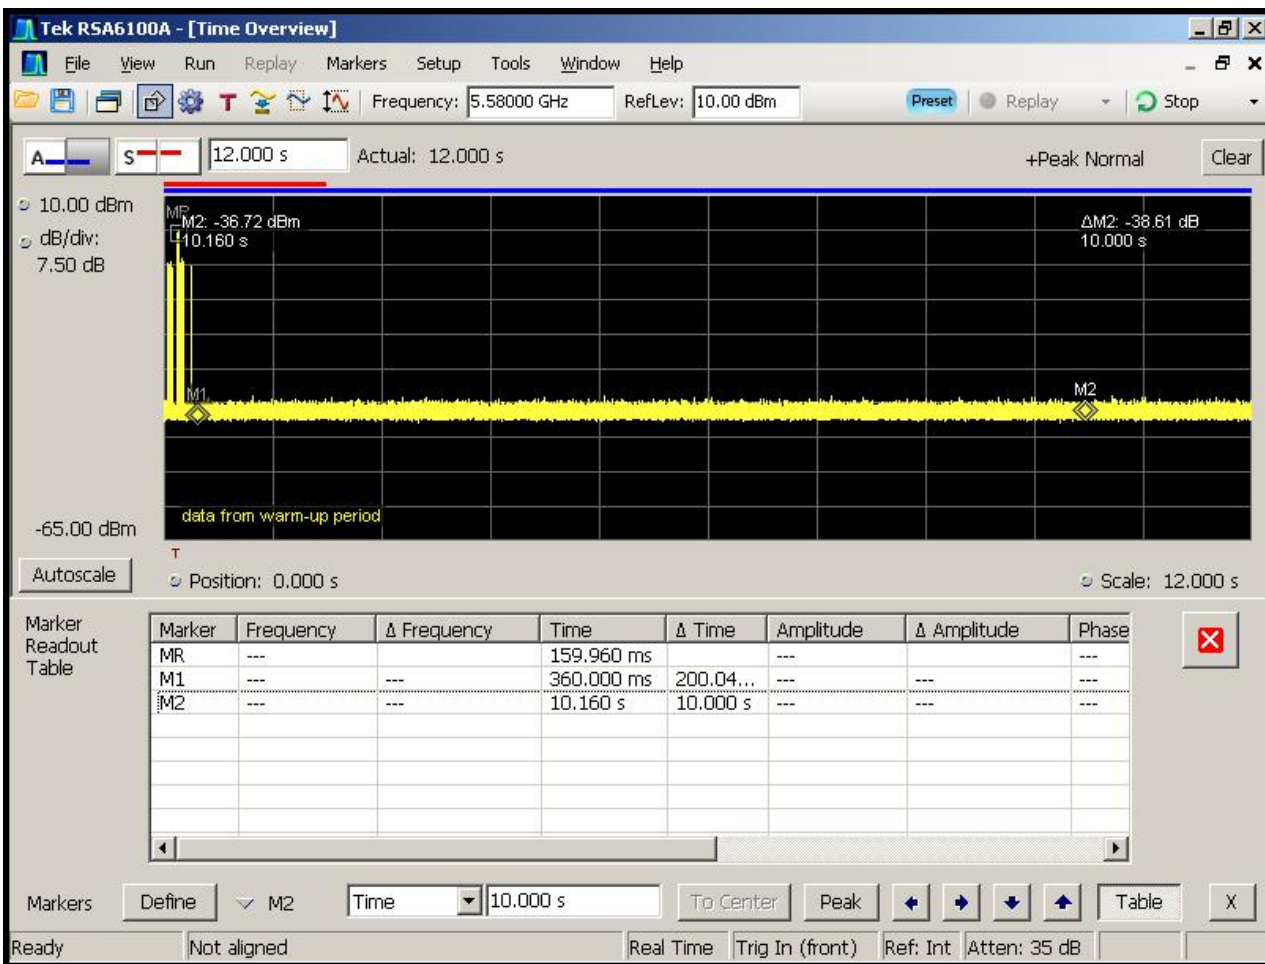 Tek RSA6100A - [Time Overview]
File View Run Replay Markers Setup Tools Window Help
T Frequency: 5.58000 GHz RefLev: 10.00 dBm Preset Replay Stop
A S 12.000 s Actual: 12.000 s +Peak Normal Clear
10.00 dBm
dB/div:
7.50 dB
MR
M2: -36.72 dBm
10.160 s
ΔM2: -38.61 dB
10.000 s
M1
M2
data from warm-up period
-65.00 dBm
T
Autoscale Position: 0.000 s Scale: 12.000 s
Marker
Readout
Table
Marker Frequency Δ Frequency Time Δ Time Amplitude Δ Amplitude Phase
MR --- 159.960 ms --- ---
M1 --- --- 360.000 ms 200.04... --- --- ---
M2 --- --- 10.160 s 10.000 s --- --- ---
Markers Define M2 Time 10.000 s To Center Peak Table X
Ready Not aligned Real Time Trig In (front) Ref: Int Atten: 35 dB